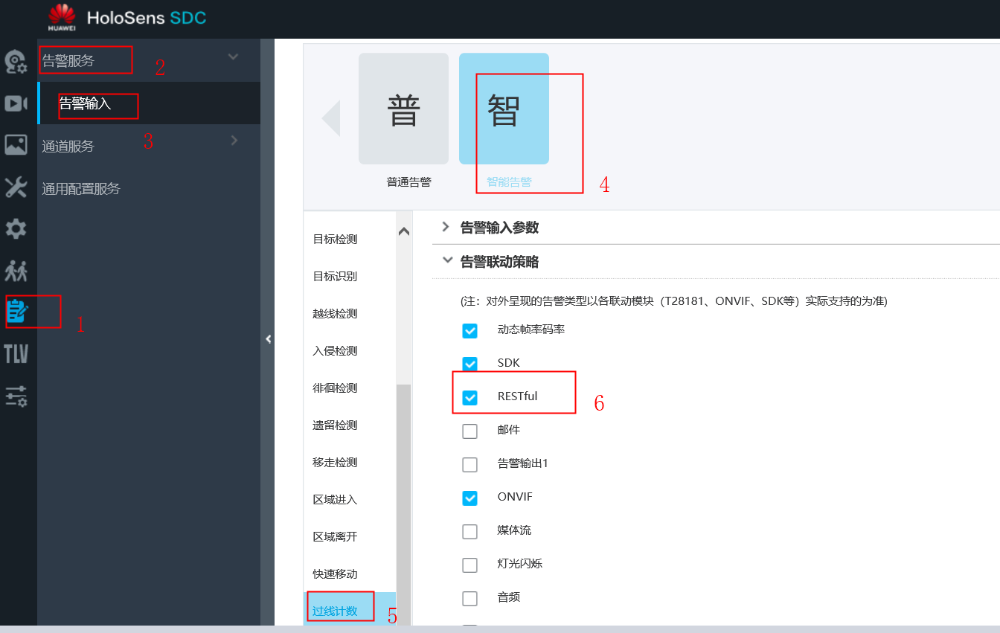 HUAWEI
HoloSens SDC
告警服务
2
告警输入
3
通道服务
通用配置服务
1
TLV
普
智
普通告警
智能告警
4
目标检测
目标识别
越线检测
入侵检测
徘徊检测
遗留检测
移走检测
区域进入
区域离开
快速移动
过线计数
5
告警输入参数
告警联动策略
(注：对外呈现的告警类型以各联动模块（T28181、ONVIF、SDK等）实际支持的为准)
动态帧率码率
SDK
RESTful
6
邮件
告警输出1
ONVIF
媒体流
灯光闪烁
音频